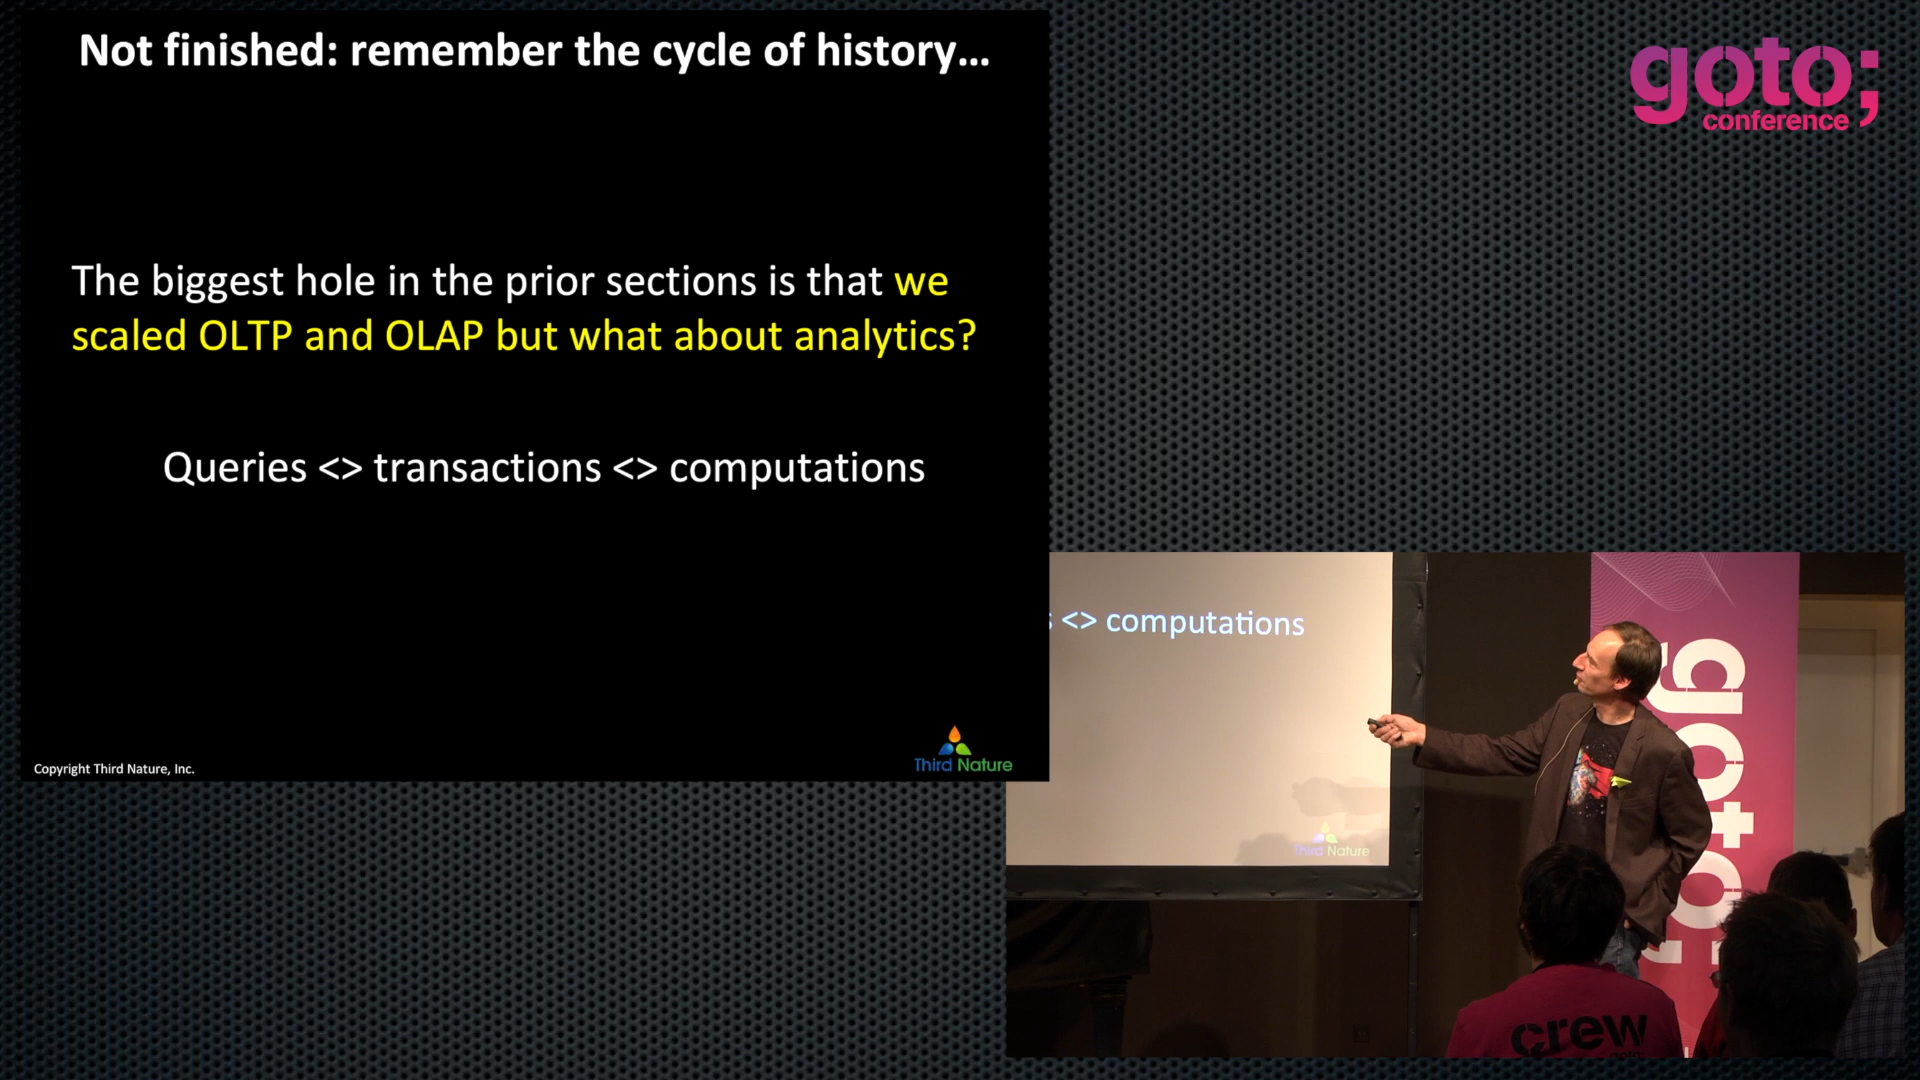 Not finished: remember the cycle of history...
goto;
conference
The biggest hole in the prior sections is that we
scaled OLTP and OLAP but what about analytics?
Queries <> transactions <> computations
Copyright Third Nature, Inc.
Third Nature
<> computations
Third Nature
goto;
crew